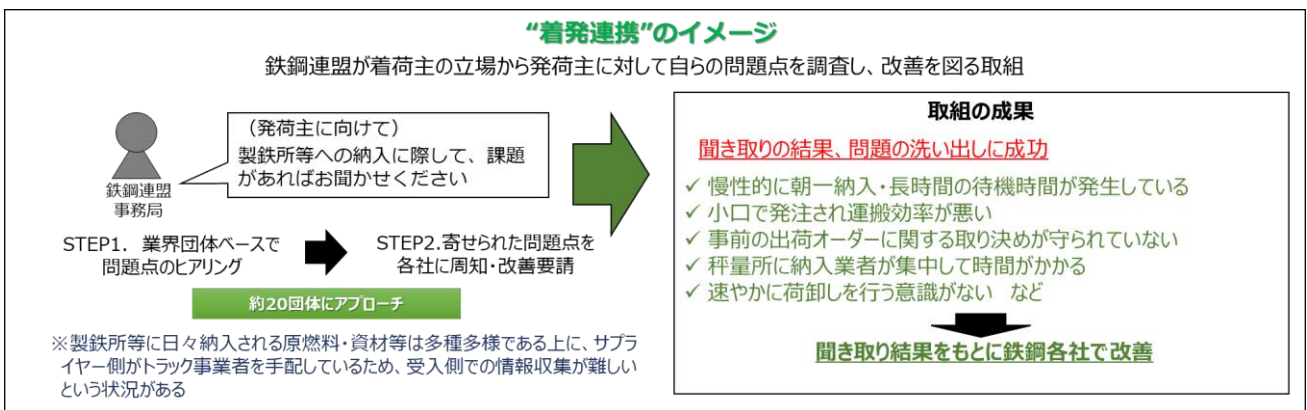 “着発連携”のイメージ
鉄鋼連盟が着荷主の立場から発荷主に対して自らの問題点を調査し、改善を図る取組
（発荷主に向けて）
製鉄所等への納入に際して、課題
があればお聞かせください
鉄鋼連盟
事務局
STEP1． 業界団体ベースで
問題点のヒアリング
STEP2.寄せられた問題点を
各社に周知・改善要請
約20団体にアプローチ
※製鉄所等に日々納入される原燃料・資材等は多種多様である上に、サプラ
イヤー側がトラック事業者を手配しているため、受入側での情報収集が難しい
という状況がある
取組の成果
聞き取りの結果、問題の洗い出しに成功
✓ 慢性的に朝一納入・長時間の待機時間が発生している
✓ 小口で発注され運搬効率が悪い
✓ 事前の出荷オーダーに関する取り決めが守られていない
✓ 秤量所に納入業者が集中して時間がかかる
✓ 速やかに荷卸しを行う意識がない など
聞き取り結果をもとに鉄鋼各社で改善